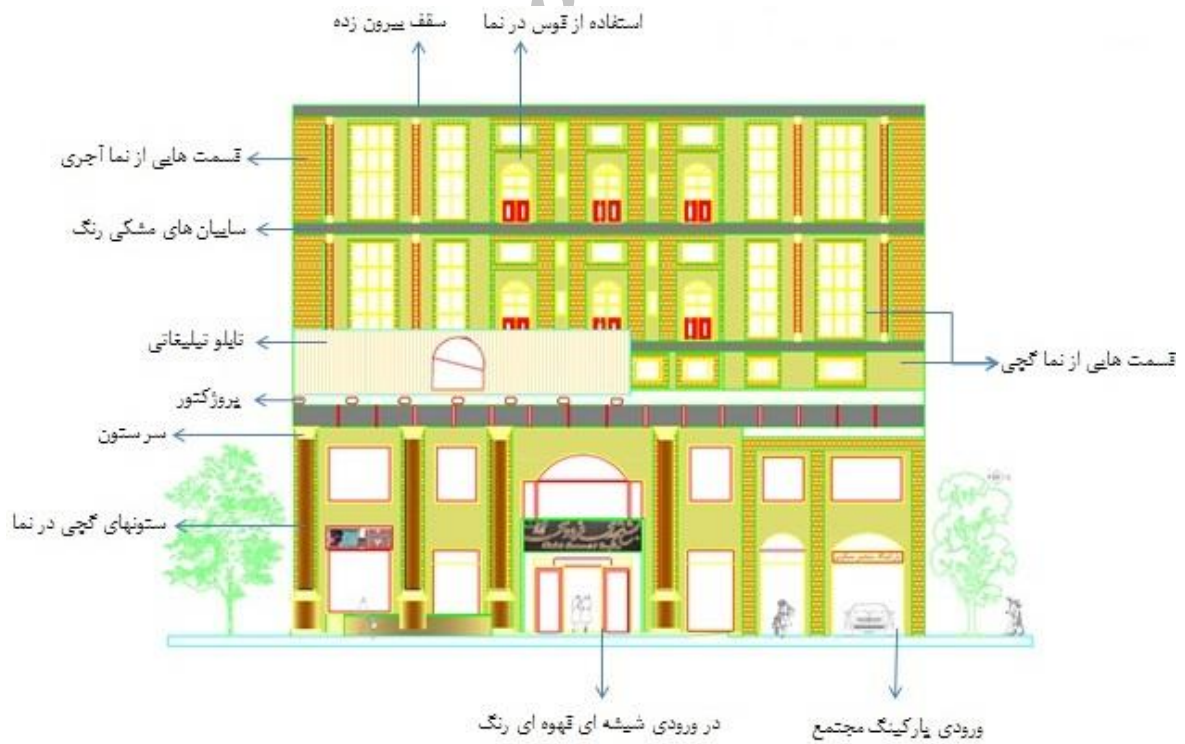 سقف بیرون زده
استفاده از قوس در نما
قسمت هایی از نما آجری
سایبان های مشکی رنگ
تابلو تبلیغاتی
قسمت هایی از نما گچی
پروژکتور
سر ستون
ستونهای گچی در نما
در ورودی شیشه ای قهوه ای رنگ
ورودی پارکینگ مجتمع